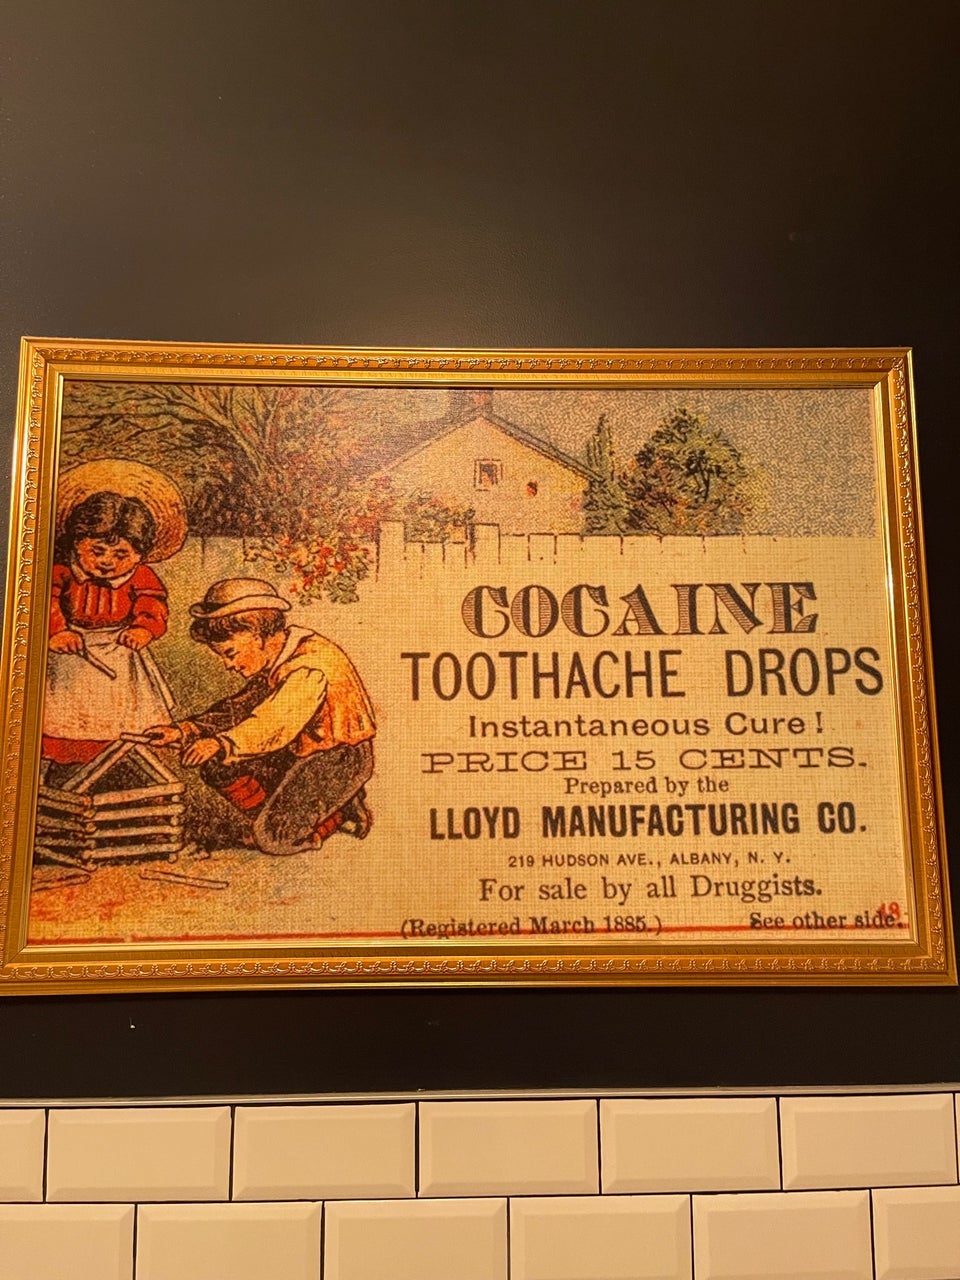 COCAINE
TOOTHACHE DROPS
Instantaneous Cure!
PRICE 15 CENTS.
Prepared by the
LLOYD MANUFACTURING CO.
219 HUDSON AVE., ALBANY, N. Y.
For sale by all Druggists.
(Registered March 1885.) See other side.